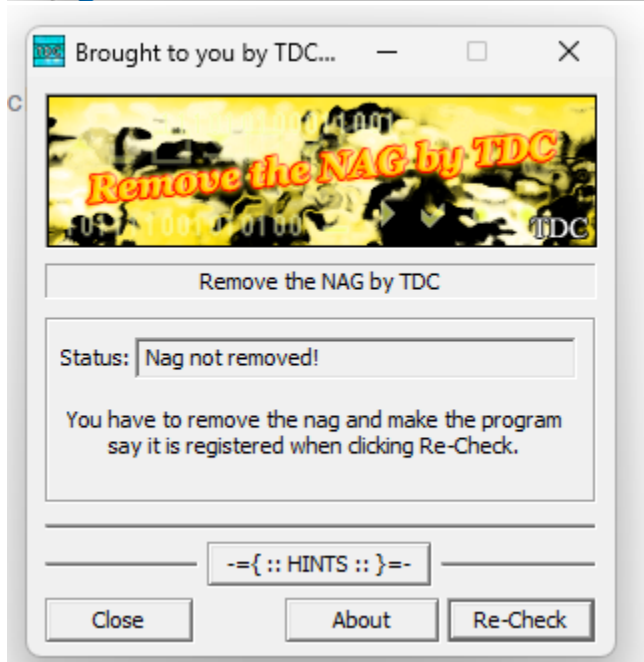 Brought to you by TDC...
c
Remove the NAG by TDC
TDC
Remove the NAG by TDC
Status: Nag not removed!
You have to remove the nag and make the program
say it is registered when clicking Re-Check.
-={ :: HINTS :: }=-
Close About Re-Check